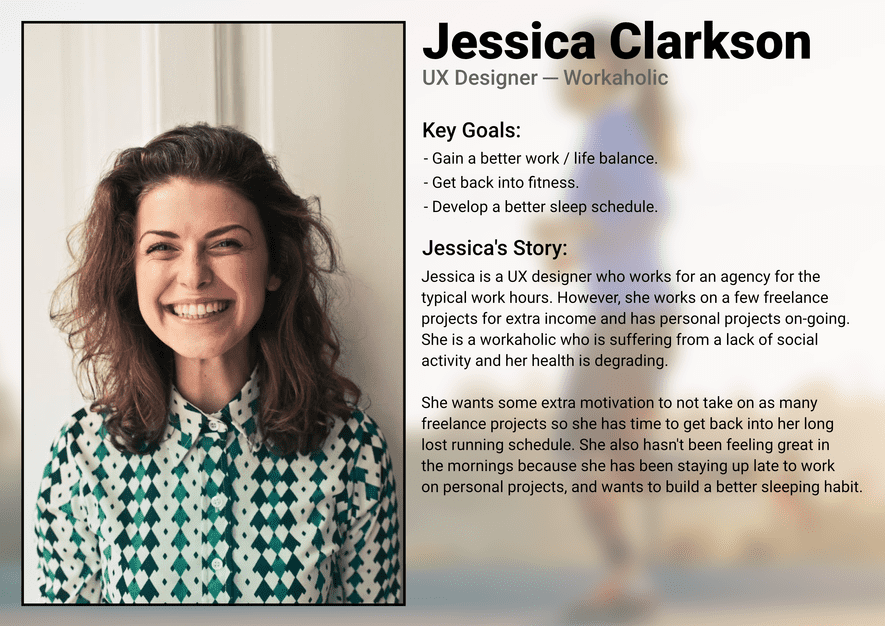 Jessica Clarkson
UX Designer — Workaholic
Key Goals:
- Gain a better work / life balance.
- Get back into fitness.
- Develop a better sleep schedule.
Jessica's Story:
Jessica is a UX designer who works for an agency for the
typical work hours. However, she works on a few freelance
projects for extra income and has personal projects on-going.
She is a workaholic who is suffering from a lack of social
activity and her health is degrading.
She wants some extra motivation to not take on as many
freelance projects so she has time to get back into her long
lost running schedule. She also hasn't been feeling great in
the mornings because she has been staying up late to work
on personal projects, and wants to build a better sleeping habit.